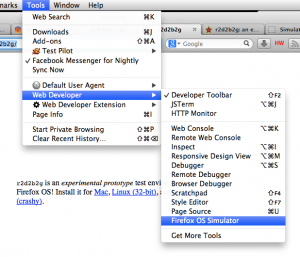 marks Tools Window Help
Web Search ⌘K
Downloads
Add-ons ⇧⌘A
Test Pilot
✓ Facebook Messenger for Nightly
Sync Now
Default User Agent
Web Developer
Web Developer Extension
Page Info ⌘I
Start Private Browsing ⇧⌘P
Clear Recent History... ⇧⌘⌫
✓ Developer Toolbar ⇧F2
JSTerm ⌥⌘J
HTTP Monitor
Web Console ⌥⌘K
Remote Web Console
Inspect ⌥⌘I
Responsive Design View ⌥⌘M
Debugger ⌥⌘S
Remote Debugger
Browser Debugger
Scratchpad ⇧F4
Style Editor ⇧F7
Page Source ⌘U
Firefox OS Simulator
Get More Tools
r2d2b2g
r2d2b2g: an e...
Simulator
r2d2b2g/
Google
HW
r2d2b2g is an experimental prototype test envi
Firefox OS! Install it for Mac, Linux (32-bit),
(crashy).